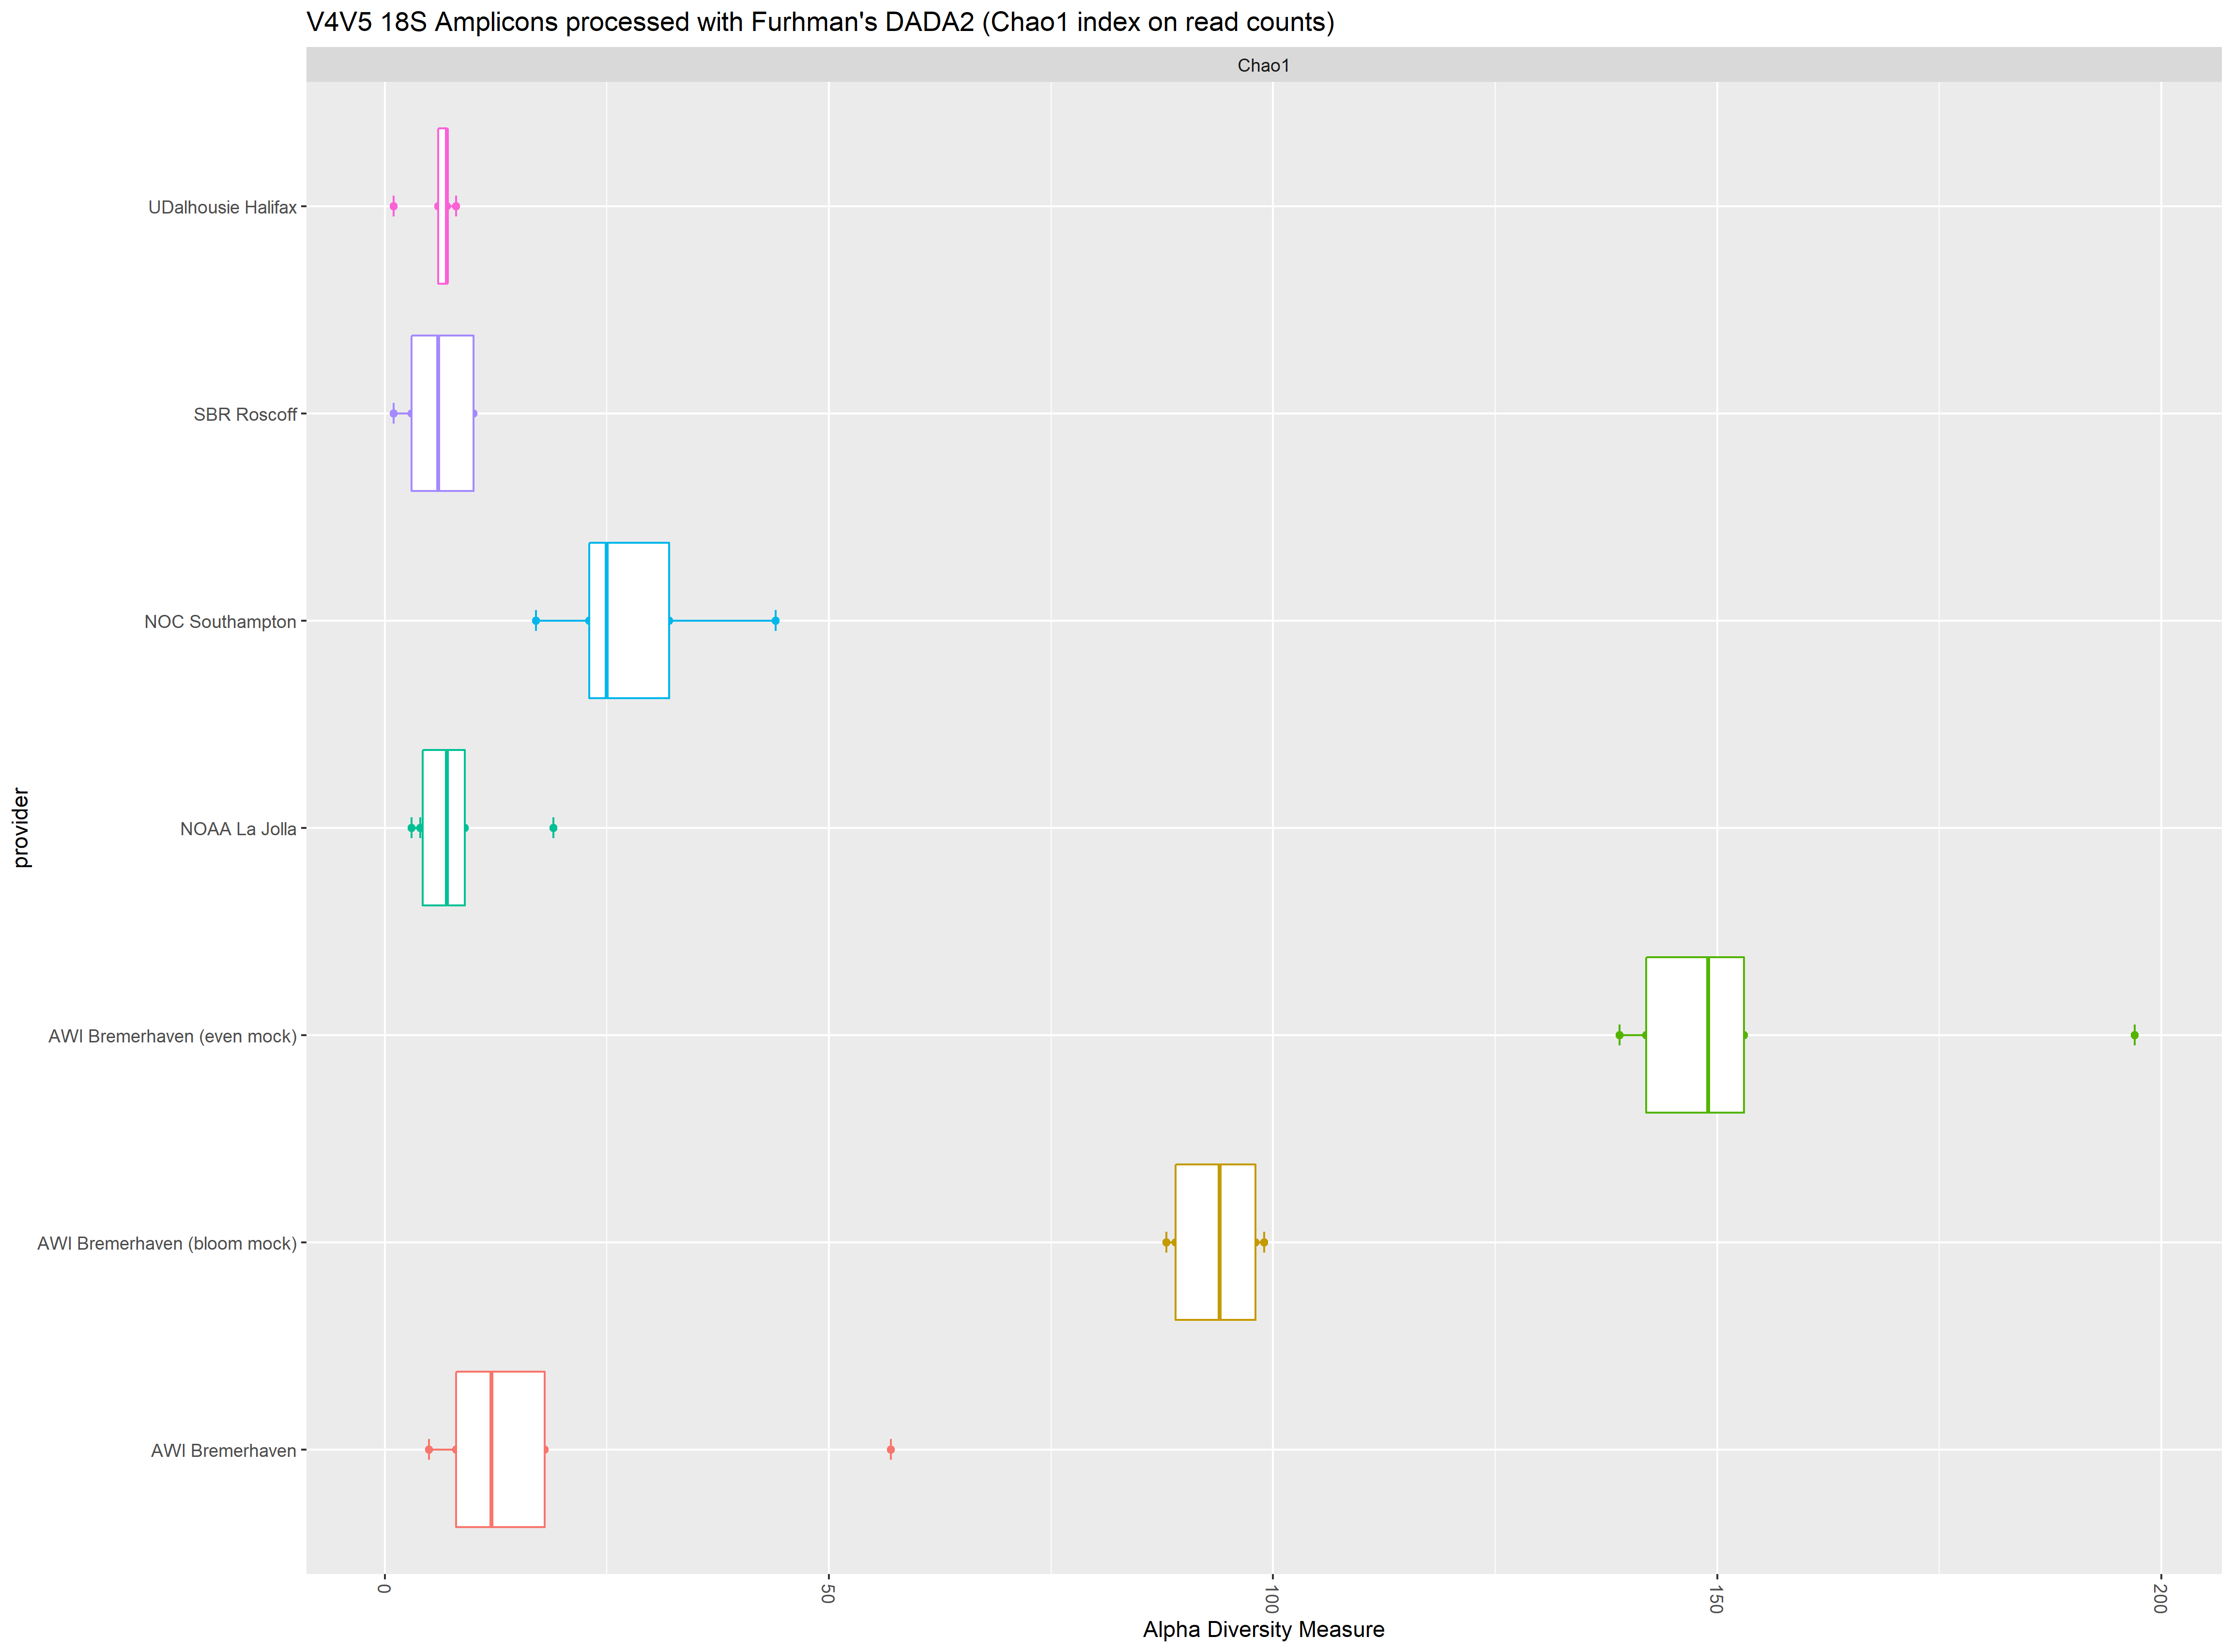 V4V5 18S Amplicons processed with Furhman's DADA2 (Chao1 index on read counts)
Chao1
provider
UDalhousie Halifax
SBR Roscoff
NOC Southampton
NOAA La Jolla
AWI Bremerhaven (even mock)
AWI Bremerhaven (bloom mock)
AWI Bremerhaven
0 50 100 150 200
Alpha Diversity Measure